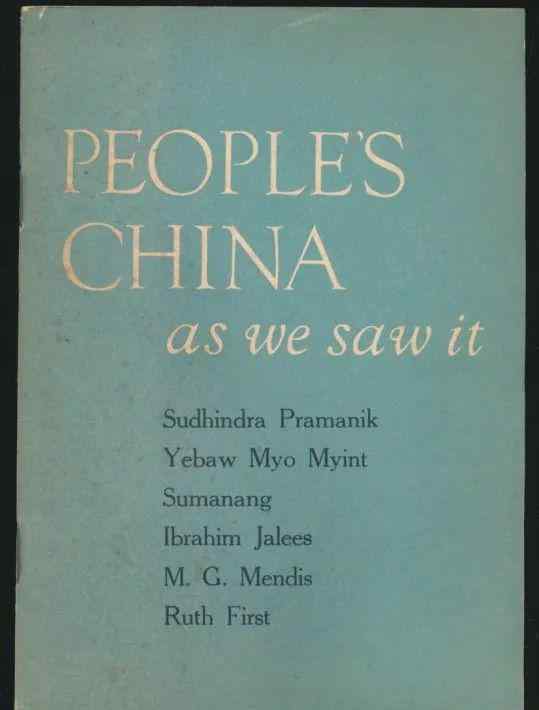 PEOPLE'S
CHINA
as we saw it
Sudhindra Pramanik
Yebaw Myo Myint
Sumanang
Ibrahim Jalees
M. G. Mendis
Ruth First